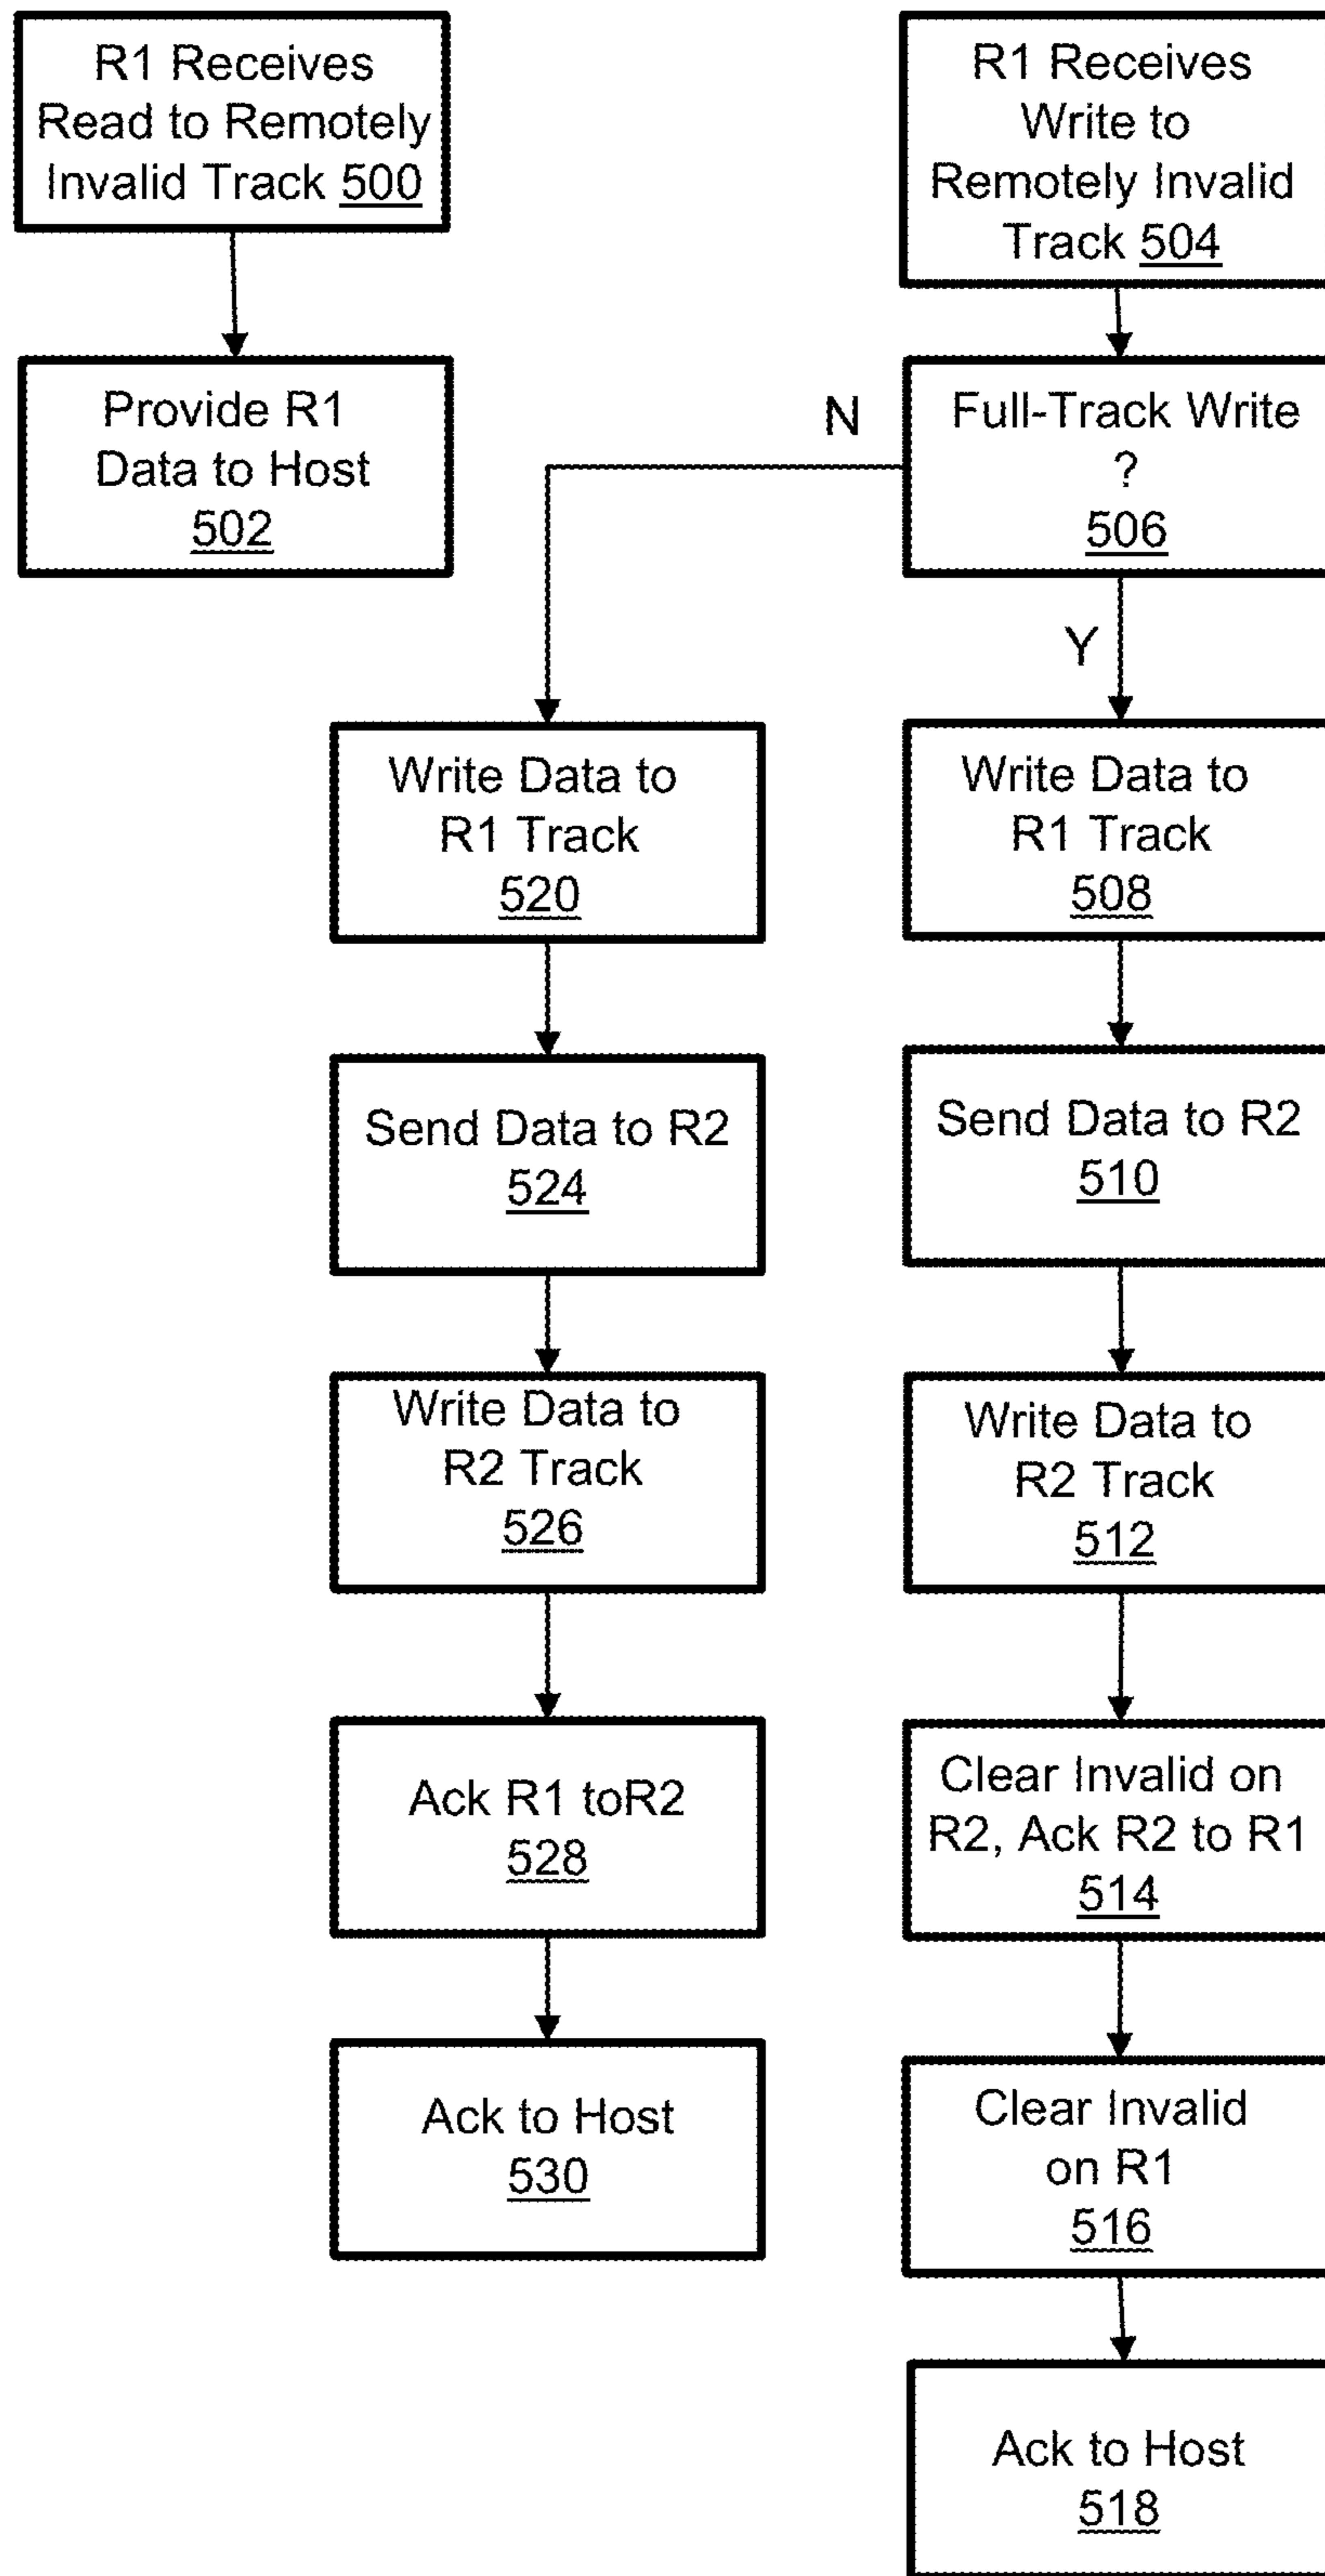 R1 Receives
Read to Remotely
Invalid Track 500
Provide R1
Data to Host
502
R1 Receives
Write to
Remotely Invalid
Track 504
Full-Track Write
?
506
N
Y
Write Data to
R1 Track
520
Send Data to R2
524
Write Data to
R2 Track
526
Ack R1 toR2
528
Ack to Host
530
Write Data to
R1 Track
508
Send Data to R2
510
Write Data to
R2 Track
512
Clear Invalid on
R2, Ack R2 to R1
514
Clear Invalid
on R1
516
Ack to Host
518